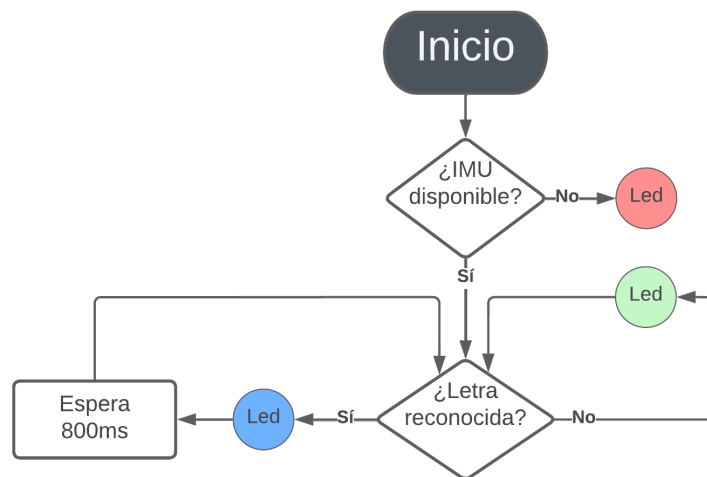 Inicio
¿IMU
disponible?
No
Led
Sí
Led
Espera
800ms
Led
Sí
¿Letra
reconocida?
No